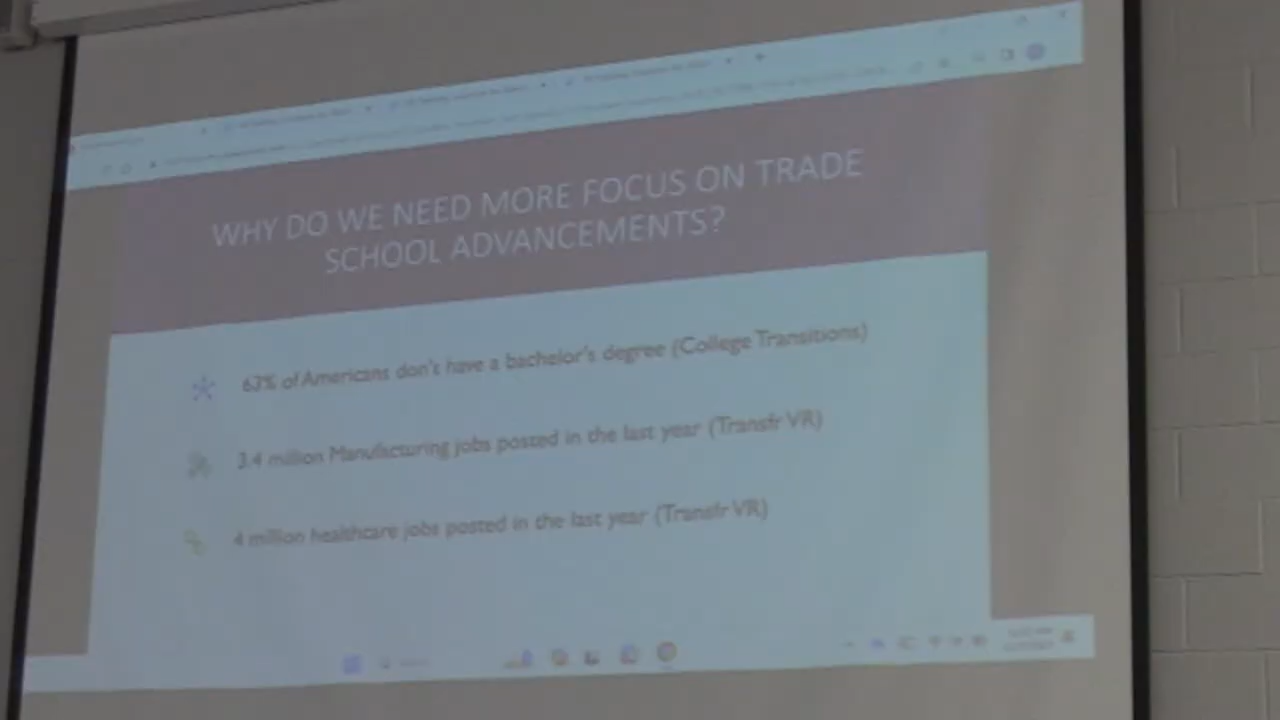 WHY DO WE NEED MORE FOCUS ON TRADE
SCHOOL ADVANCEMENTS?
63% of Americans don't have a bachelor's degree (College Transitions)
3.4 million Manufacturing jobs posted in the last year (Transfr VR)
4 million healthcare jobs posted in the last year (Transfr VR)